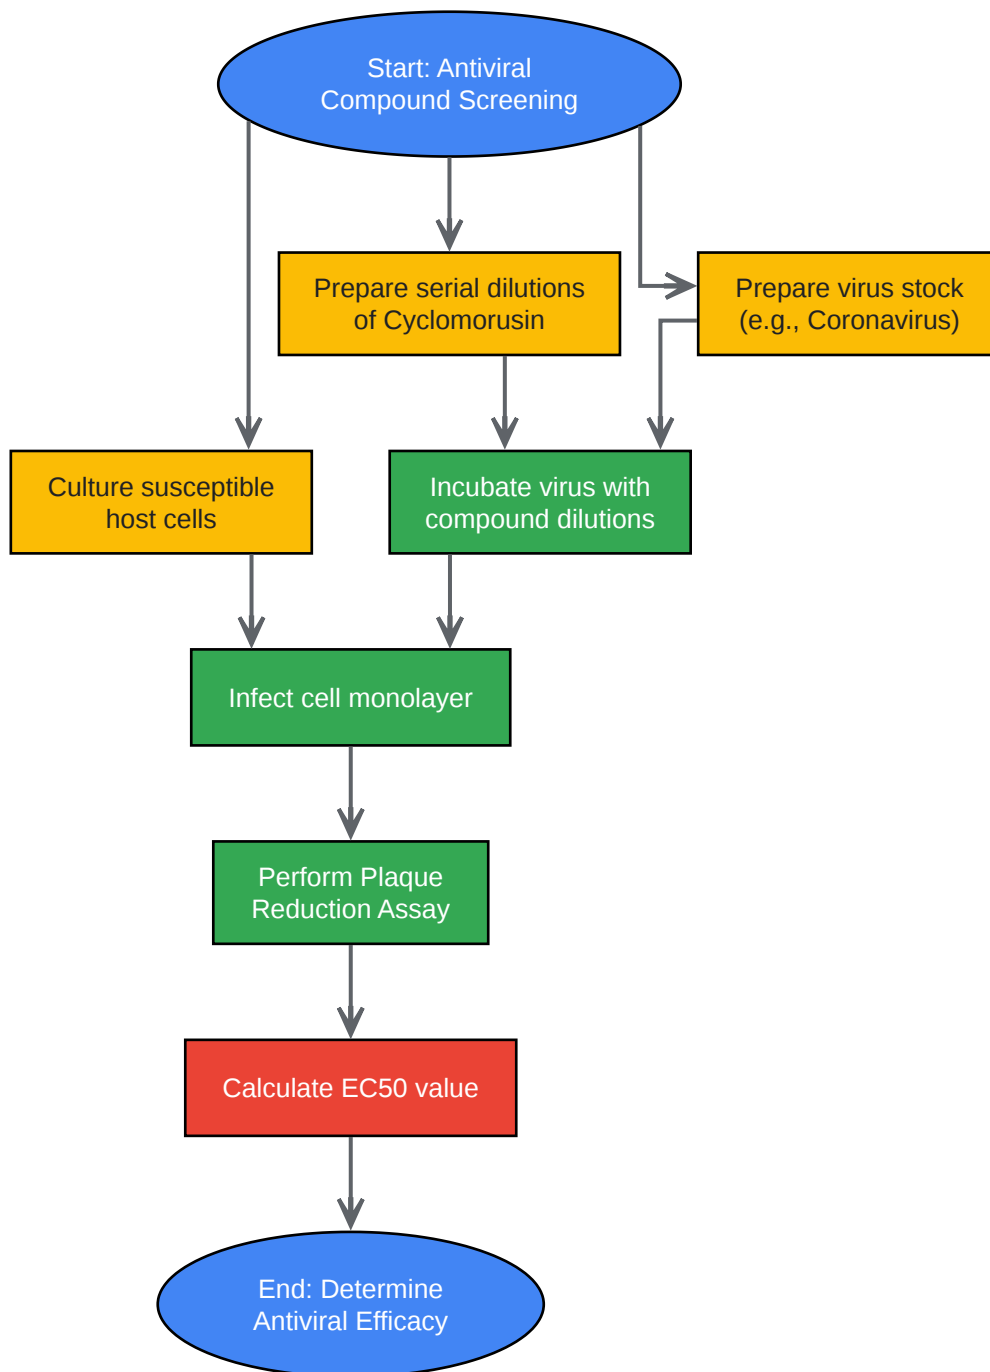 Start: Antiviral
Compound Screening
Prepare serial dilutions
of Cyclomorusin
Prepare virus stock
(e.g., Coronavirus)
Culture susceptible
host cells
Incubate virus with
compound dilutions
Infect cell monolayer
Perform Plaque
Reduction Assay
Calculate EC50 value
End: Determine
Antiviral Efficacy